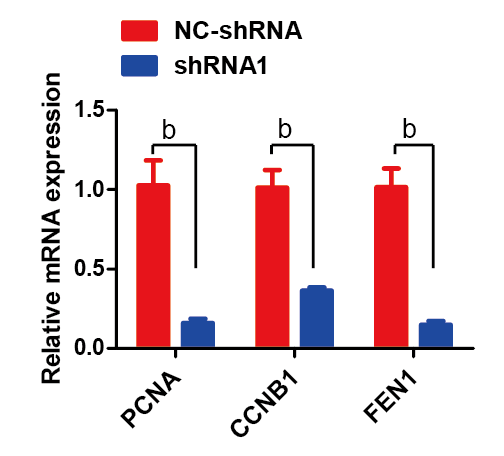 NC-shRNA
shRNA1
Relative mRNA expression
1.5
1.0
0.5
0.0
b
b
b
PCNA
CCNB1
FEN1